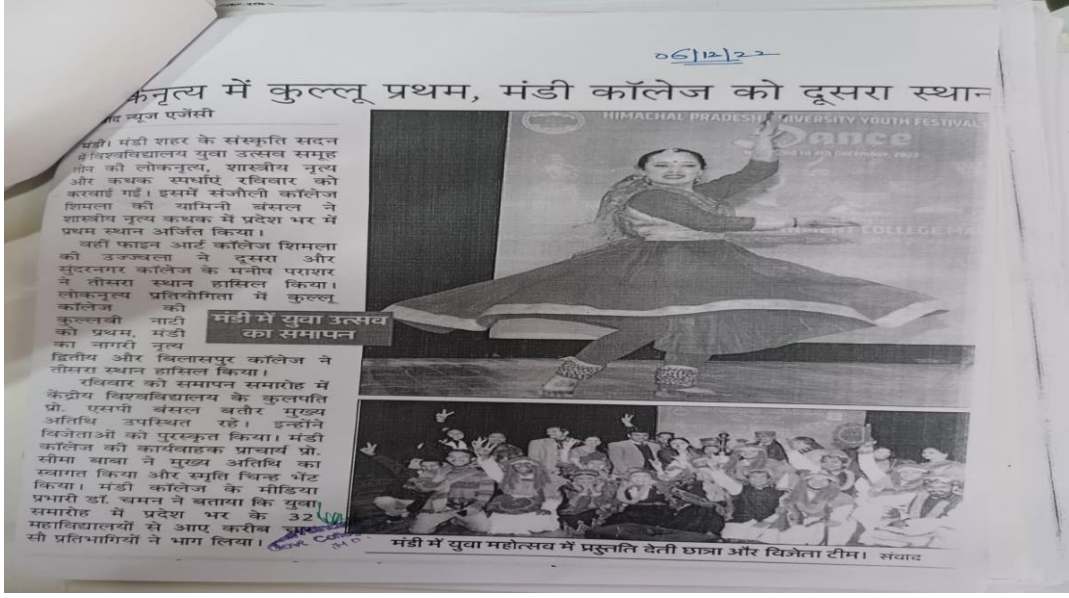 06/12/22
कनृत्य में कुल्लू प्रथम, मंडी कॉलेज को दूसरा स्थान
न्यूज एजेंसी
मंडी। मंडी शहर के संस्कृति सदन
में विश्वविद्यालय युवा उत्सव समूह
की लोकनृत्य, शास्त्रीय नृत्य
और कथक स्पर्धाएं रविवार को
करवाई गईं। इसमें संजौली कॉलेज
शिमला की यामिनी बंसल ने
शास्त्रीय नृत्य कथक में प्रदेश भर में
प्रथम स्थान अर्जित किया।
वहीं फाइन आर्ट कॉलेज शिमला
की उज्ज्वला ने दूसरा और
सुंदरनगर कॉलेज के मनीष पराशर
ने तीसरा स्थान हासिल किया।
लोकनृत्य प्रतियोगिता में कुल्लू
कॉलेज की
कुल्लवी नाटी
को प्रथम, मंडी
का नागरी नृत्य
द्वितीय और बिलासपुर कॉलेज ने
तीसरा स्थान हासिल किया।
रविवार को समापन समारोह में
केंद्रीय विश्वविद्यालय के कुलपति
प्रो. एसपी बंसल बतौर मुख्य
अतिथि उपस्थित रहे। इन्होंने
विजेताओं को पुरस्कृत किया। मंडी
कॉलेज की कार्यवाहक प्राचार्य प्रो.
सीमा बाबा ने मुख्य अतिथि का
स्वागत किया और स्मृति चिन्ह भेंट
किया। मंडी कॉलेज के मीडिया
प्रभारी डॉ. चमन ने बताया कि युवा
समारोह में प्रदेश भर के 32
महाविद्यालयों से आए करीब
सौ प्रतिभागियों ने भाग लिया।
मंडी में युवा उत्सव
का समापन
HIMACHAL PRADESH UNIVERSITY YOUTH FESTIVAL
Dance
DECEMBER, 2022
COLLEGE
मंडी में युवा महोत्सव में प्रस्तुति देती छात्रा और विजेता टीम। संवाद